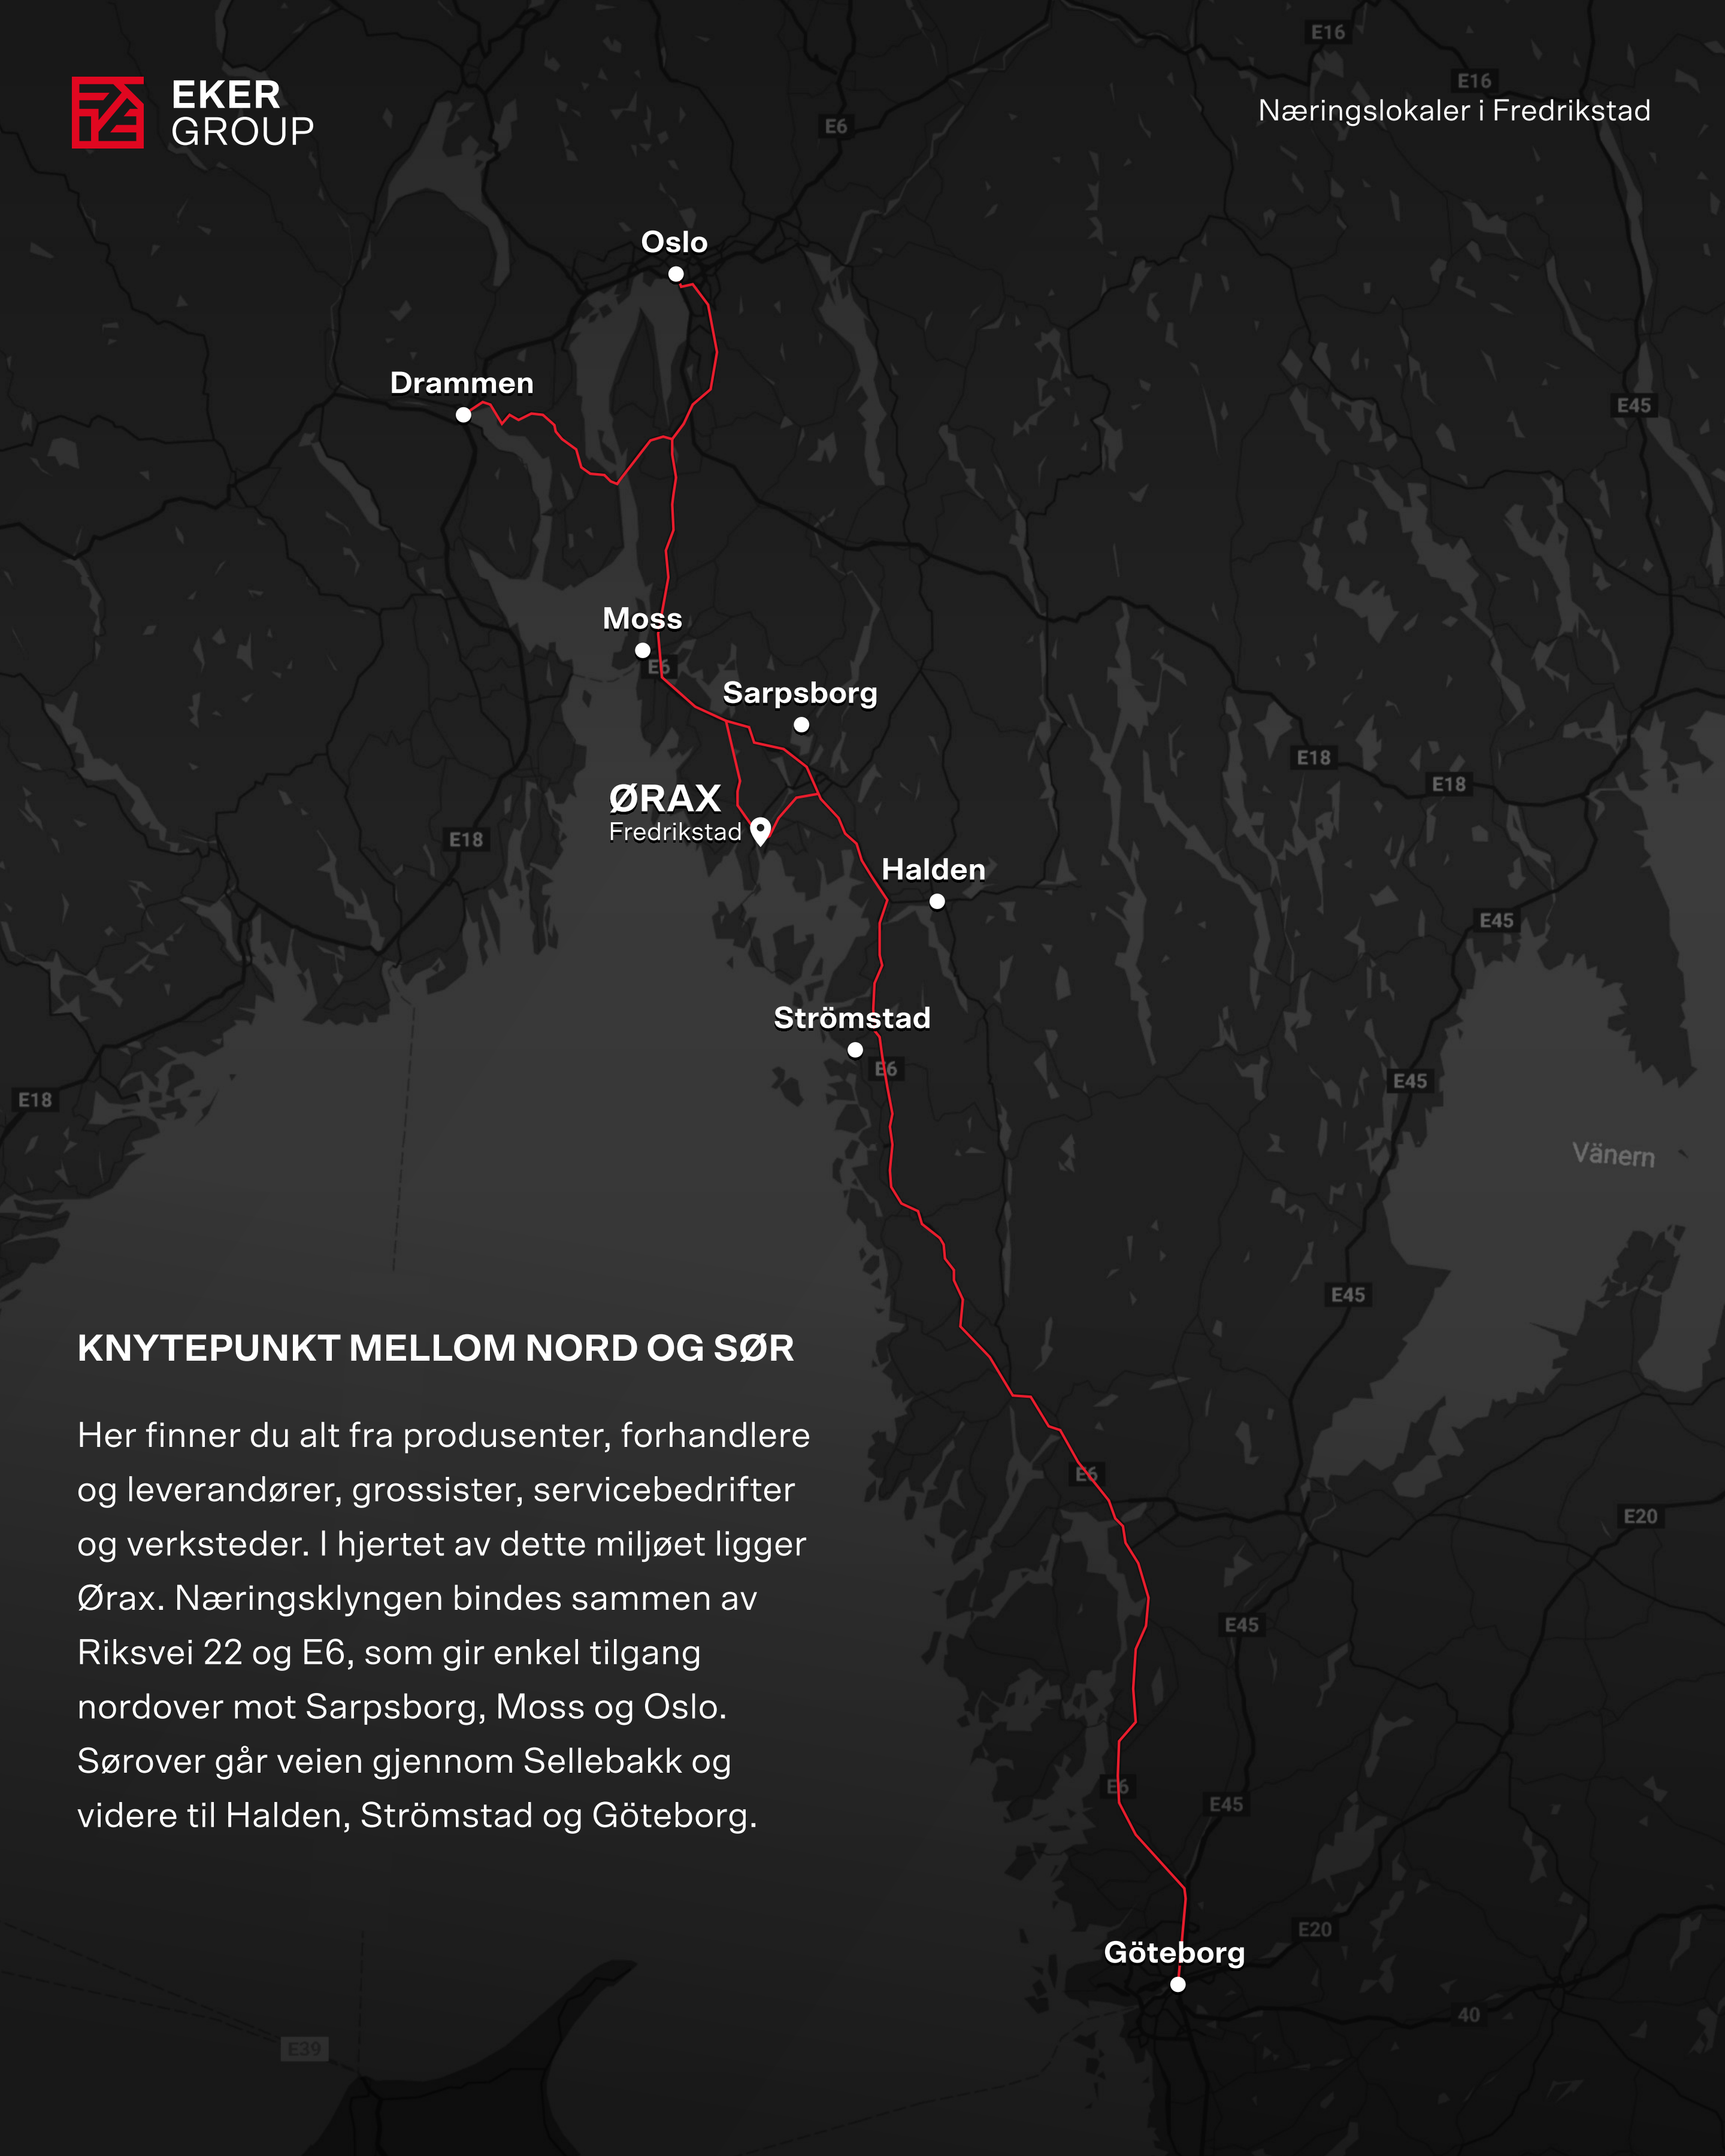 EKER
GROUP
Næringslokaler i Fredrikstad
E16
E16
E6
Oslo
Drammen
E45
Moss
E6
Sarpsborg
E18
E18
ØRAX
Fredrikstad
E18
Halden
E45
Strömstad
E6
E45
E18
Vänern
E45
KNYTEPUNKT MELLOM NORD OG SØR
Her finner du alt fra produsenter, forhandlere
og leverandører, grossister, servicebedrifter
og verksteder. I hjertet av dette miljøet ligger
Ørax. Næringsklyngen bindes sammen av
Riksvei 22 og E6, som gir enkel tilgang
nordover mot Sarpsborg, Moss og Oslo.
Sørover går veien gjennom Sellebakk og
videre til Halden, Strömstad og Göteborg.
E6
E20
E45
E6
E45
E20
Göteborg
40
E39